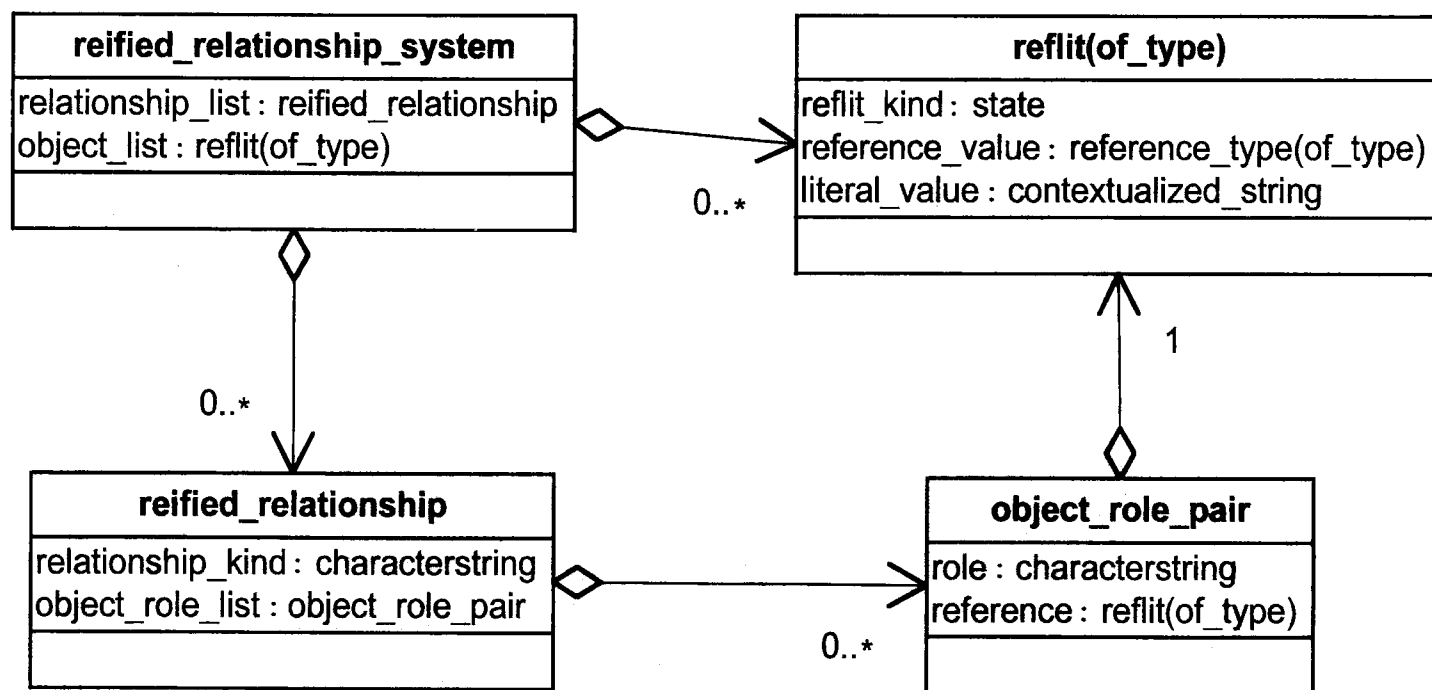 reified_relationship_system
relationship_list : reified_relationship
object_list : reflit(of_type)
reflit(of_type)
reflit_kind : state
reference_value : reference_type(of_type)
literal_value : contextualized_string
0..*
0..*
1
reified_relationship
relationship_kind : characterstring
object_role_list : object_role_pair
0..*
object_role_pair
role : characterstring
reference : reflit(of_type)